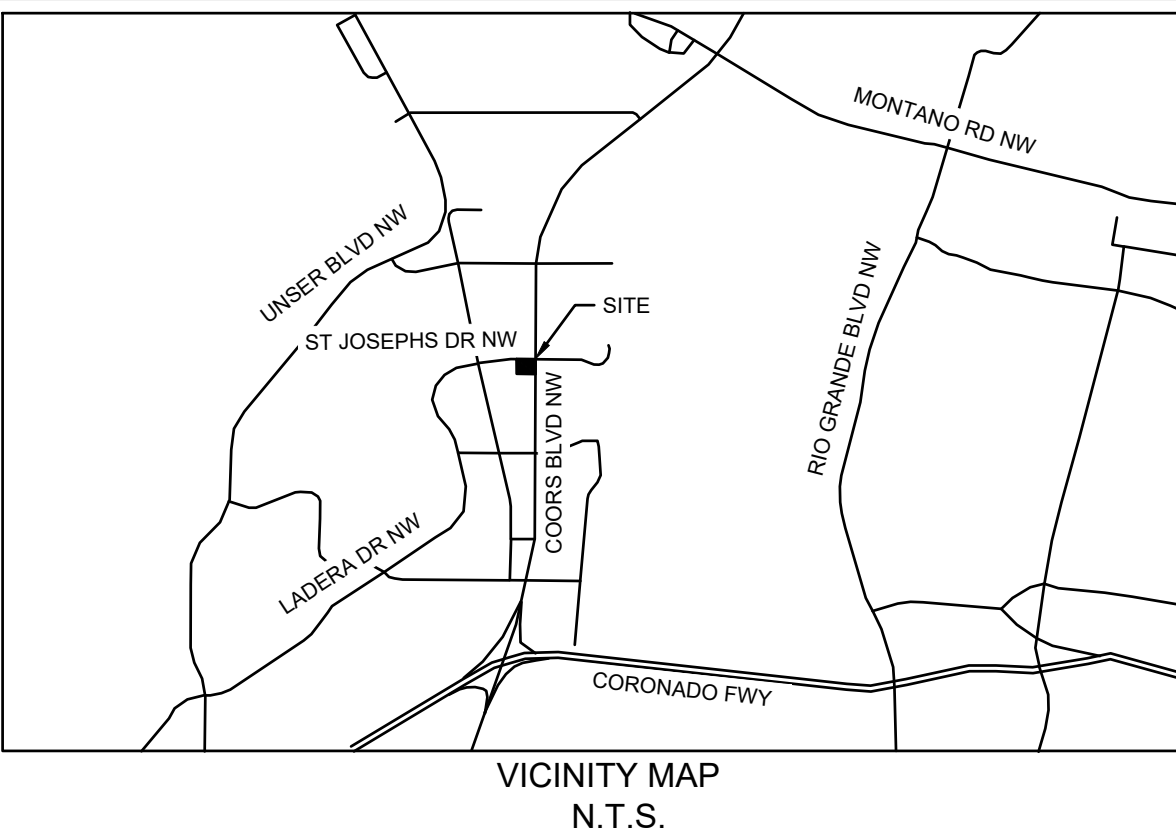 MONTANO RD NW
UNSER BLVD NW
RIO GRANDE BLVD NW
SITE
ST JOSEPHS DR NW
COORS BLVD NW
LADERA DR NW
CORONADO FWY
VICINITY MAP
N.T.S.